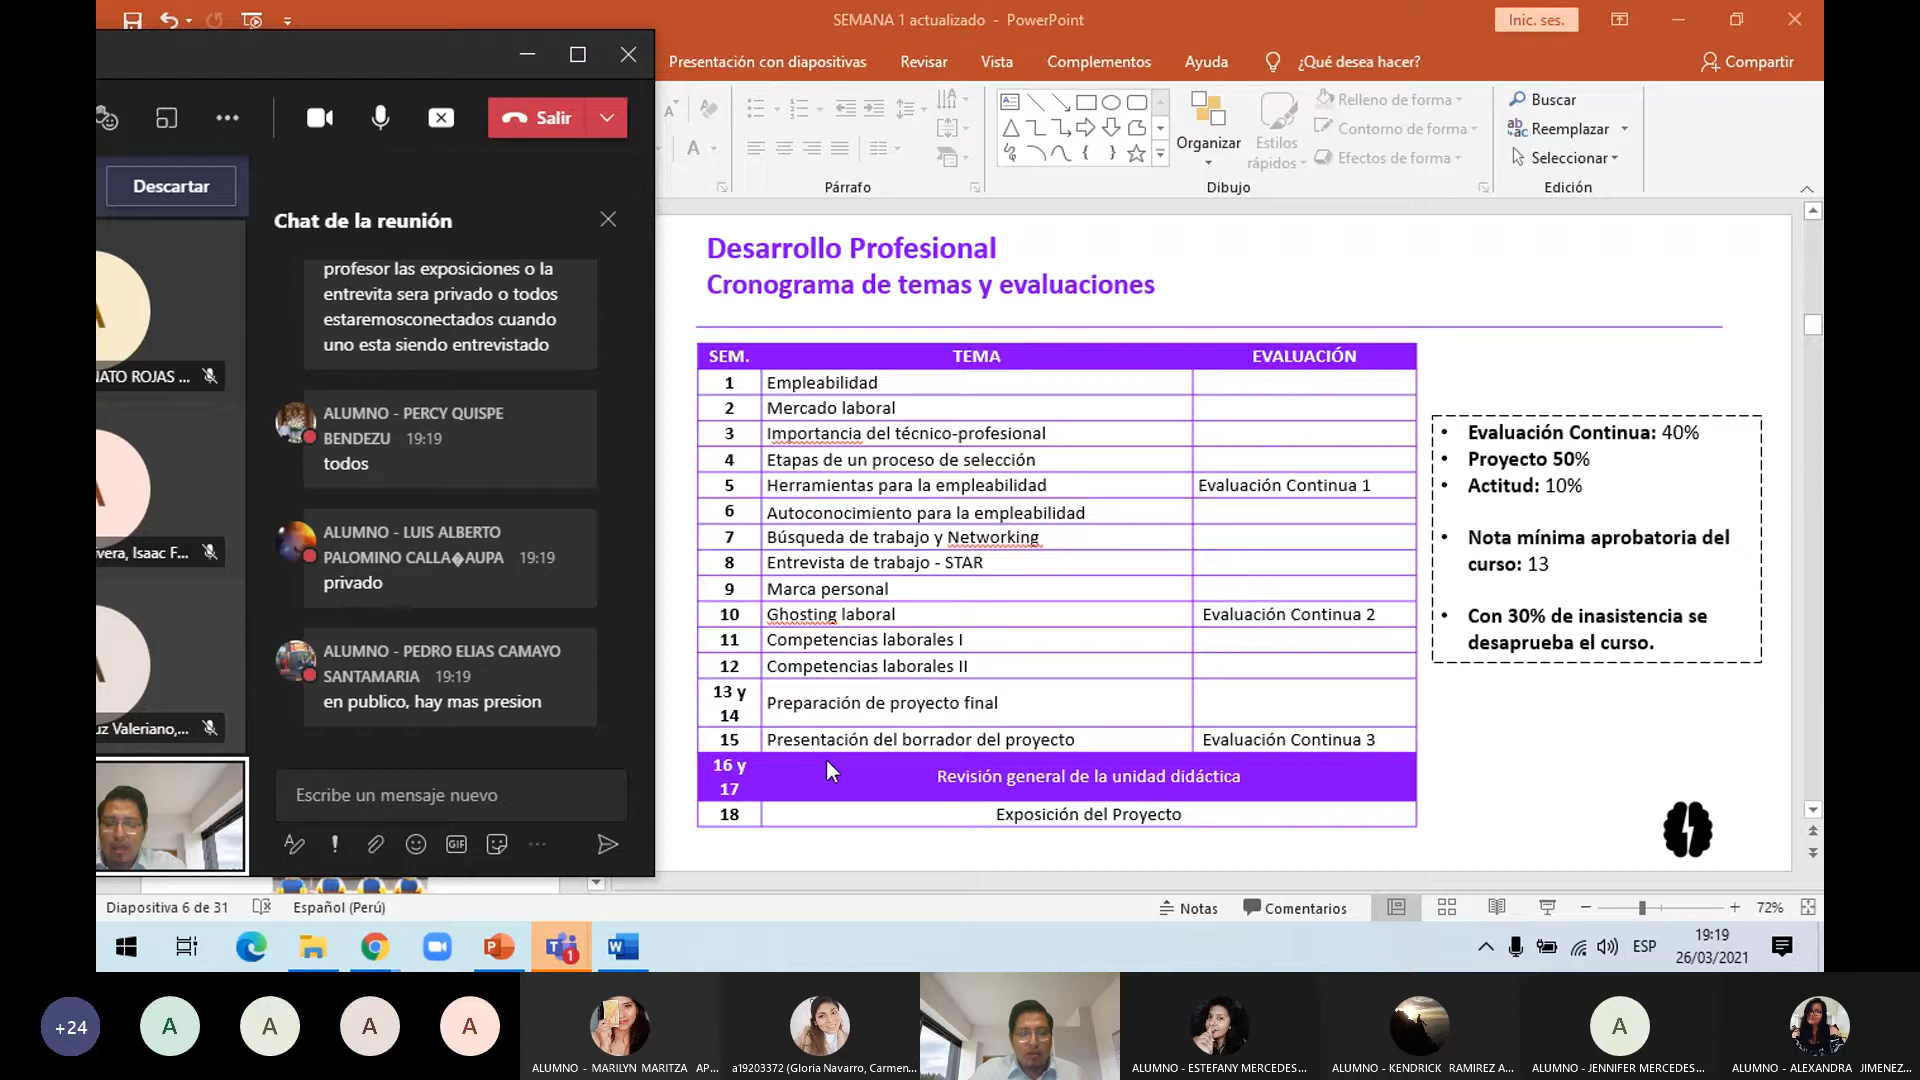 SEMANA 1 actualizado - PowerPoint
Inic. ses.
Presentación con diapositivas
Revisar
Vista
Complementos
Ayuda
¿Qué desea hacer?
Compartir
Salir
Descartar
Chat de la reunión
profesor las exposiciones o la
entrevita sera privado o todos
estaremosconectados cuando
uno esta siendo entrevistado
ALUMNO - PERCY QUISPE
BENDEZU 19:19
todos
ALUMNO - LUIS ALBERTO
PALOMINO CALLA�AUPA 19:19
privado
ALUMNO - PEDRO ELIAS CAMAYO
SANTAMARIA 19:19
en publico, hay mas presion
Escribe un mensaje nuevo
GIF
A
NATO ROJAS ...
A
vera, Isaac F...
A
uz Valeriano,...
Párrafo
Organizar
Estilos
rápidos
Relleno de forma
Contorno de forma
Efectos de forma
Dibujo
Buscar
Reemplazar
Seleccionar
Edición
Desarrollo Profesional
Cronograma de temas y evaluaciones
SEM. TEMA EVALUACIÓN
1 Empleabilidad
2 Mercado laboral
3 Importancia del técnico-profesional
4 Etapas de un proceso de selección
5 Herramientas para la empleabilidad Evaluación Continua 1
6 Autoconocimiento para la empleabilidad
7 Búsqueda de trabajo y Networking
8 Entrevista de trabajo - STAR
9 Marca personal
10 Ghosting laboral Evaluación Continua 2
11 Competencias laborales I
12 Competencias laborales II
13 y
14 Preparación de proyecto final
15 Presentación del borrador del proyecto Evaluación Continua 3
16 y
17 Revisión general de la unidad didáctica
18 Exposición del Proyecto
• Evaluación Continua: 40%
• Proyecto 50%
• Actitud: 10%
• Nota mínima aprobatoria del
curso: 13
• Con 30% de inasistencia se
desaprueba el curso.
Diapositiva 6 de 31
Español (Perú)
Notas
Comentarios
72%
1
ESP
19:19
26/03/2021
+24
A
A
A
A
ALUMNO - MARILYN MARITZA AP...
a19203372 (Gloria Navarro, Carmen...
ALUMNO - ESTEFANY MERCEDES...
ALUMNO - KENDRICK RAMIREZ A...
A
ALUMNO - JENNIFER MERCEDES...
ALUMNO - ALEXANDRA JIMENEZ...